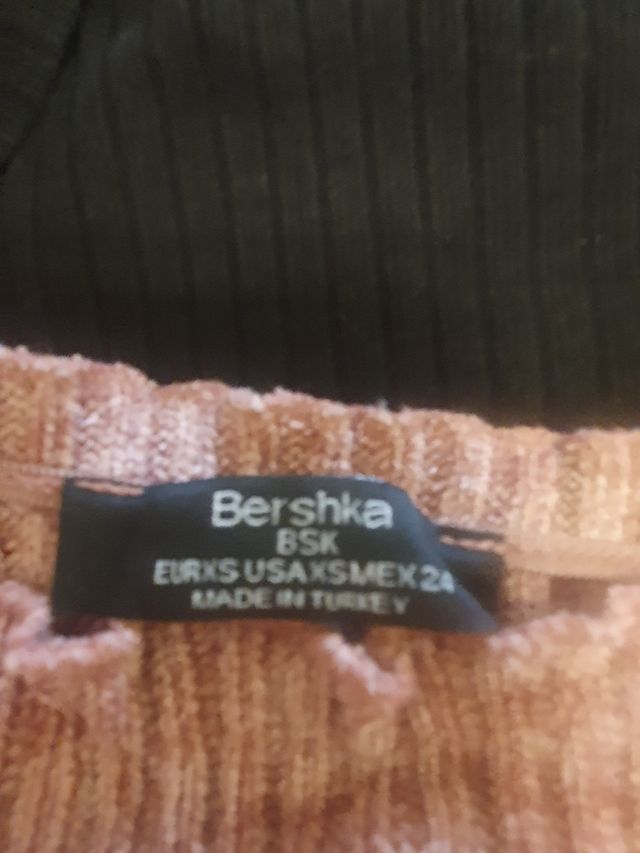 Bershka
BSK
EUR XS USA XS MEX 24
MADE IN TURKEY